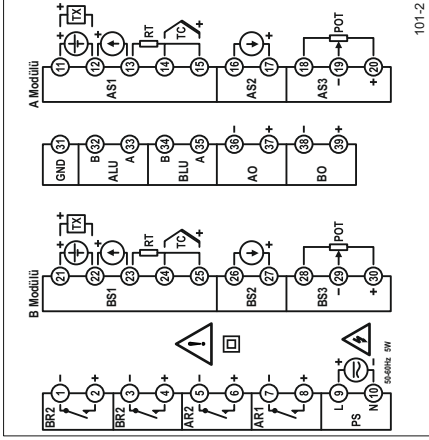 BR2 1 −
2 +
BR2 3 −
4 +
AR2 5 −
6 +
AR1 7 −
8 +
PS L 9 +
N 10 −
50-60Hz 5W
B Modülü
BS1
21 + TX +
22 +
23 RT
24 TC
25 +
BS2
26 −
27 +
BS3
28
29 − POT
30 +
GND 31
ALU B 32
A 33
BLU B 34
A 35
AO 36 −
37 +
BO 38 −
39 +
A Modülü
AS1
11 + TX +
12 +
13 RT
14 TC
15 +
AS2
16 −
17 +
AS3
18
19 − POT
20 +
101-2